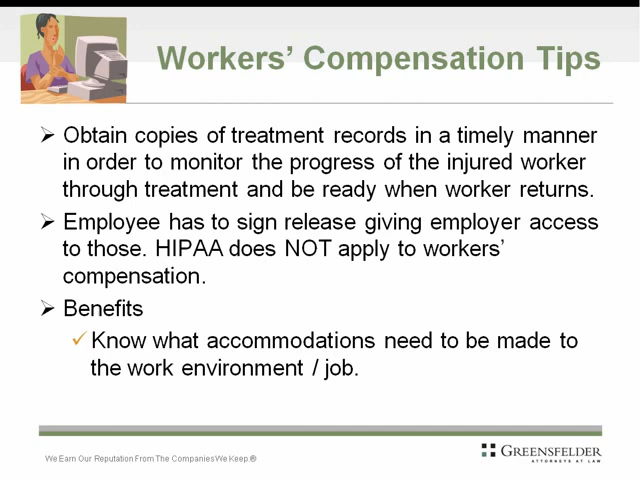 Workers' Compensation Tips
Obtain copies of treatment records in a timely manner
in order to monitor the progress of the injured worker
through treatment and be ready when worker returns.
Employee has to sign release giving employer access
to those. HIPAA does NOT apply to workers'
compensation.
Benefits
Know what accommodations need to be made to
the work environment / job.
We Earn Our Reputation From The Companies We Keep.®
GREENSFELDER
ATTORNEYS AT LAW